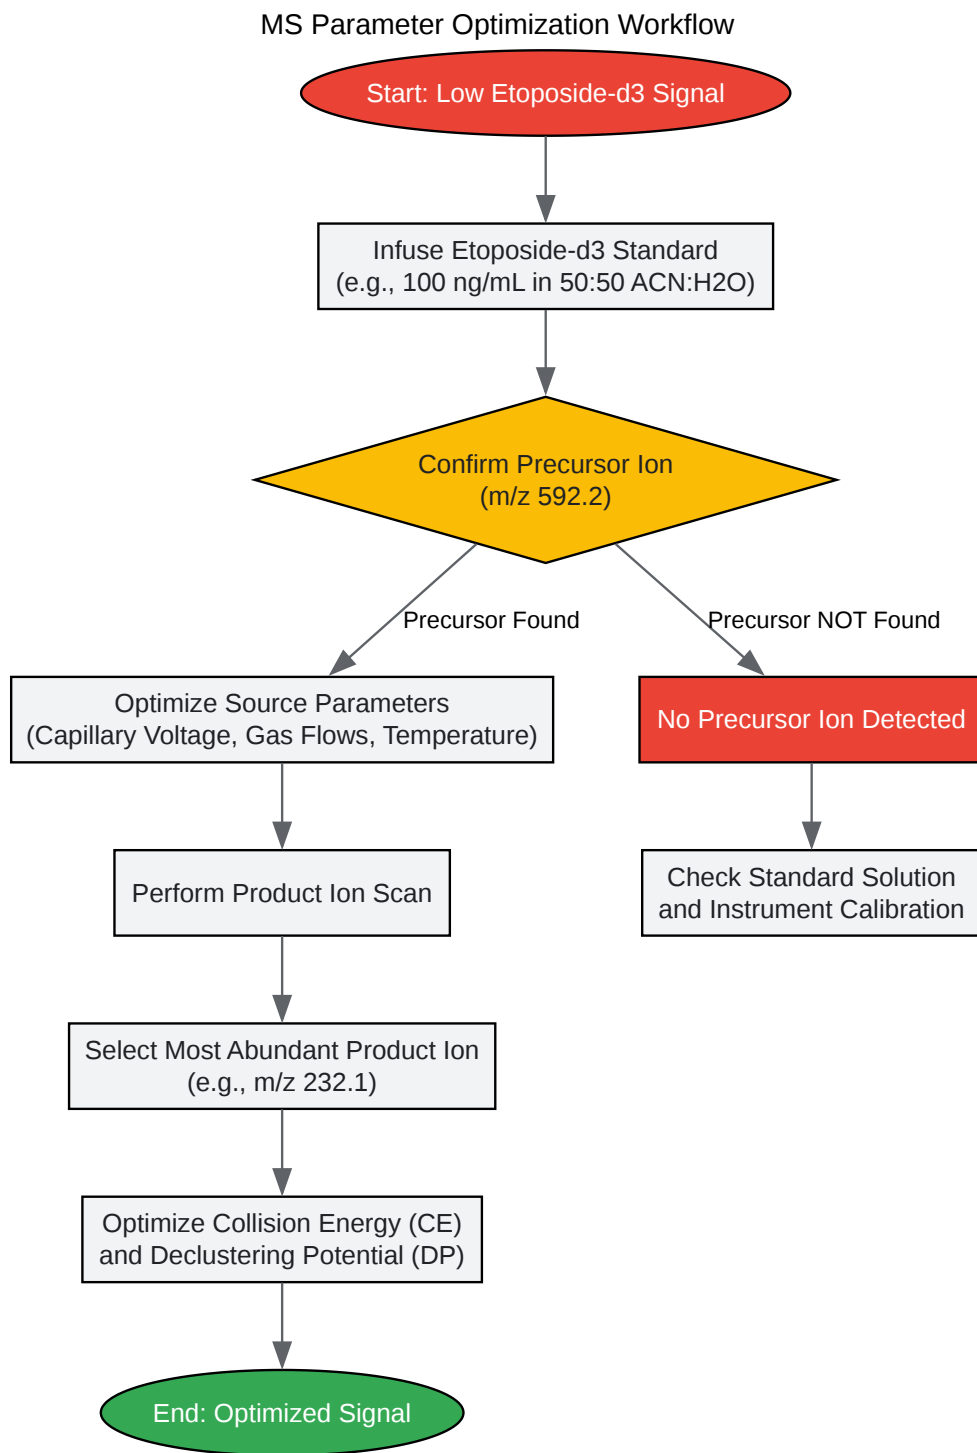 MS Parameter Optimization Workflow
Start: Low Etoposide-d3 Signal
Infuse Etoposide-d3 Standard
(e.g., 100 ng/mL in 50:50 ACN:H2O)
Confirm Precursor Ion
(m/z 592.2)
Precursor Found
Precursor NOT Found
Optimize Source Parameters
(Capillary Voltage, Gas Flows, Temperature)
No Precursor Ion Detected
Perform Product Ion Scan
Check Standard Solution
and Instrument Calibration
Select Most Abundant Product Ion
(e.g., m/z 232.1)
Optimize Collision Energy (CE)
and Declustering Potential (DP)
End: Optimized Signal